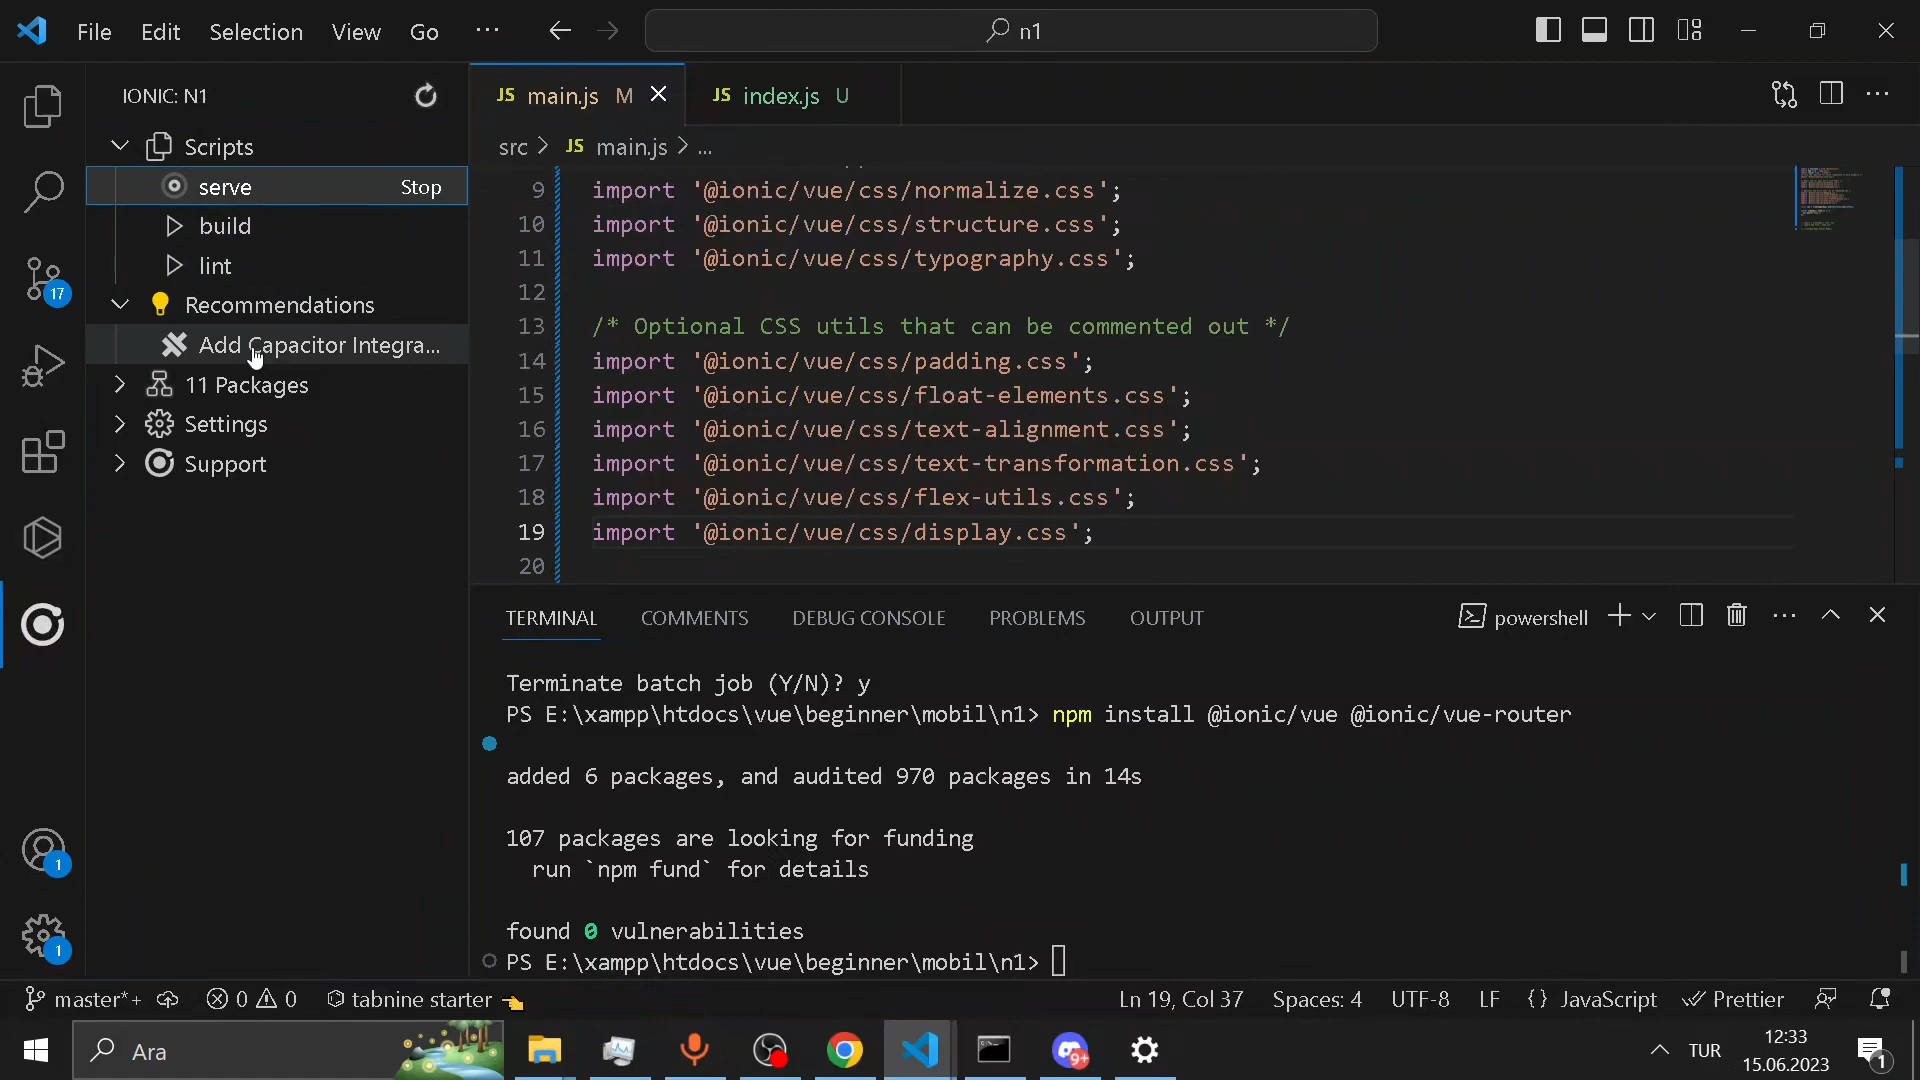 File Edit Selection View Go ···
n1
IONIC: N1
Scripts
serve Stop
build
lint
Recommendations
Add Capacitor Integra...
11 Packages
Settings
Support
17
1
1
JS main.js M
JS index.js U
src > JS main.js > ...
9 import '@ionic/vue/css/normalize.css';
10 import '@ionic/vue/css/structure.css';
11 import '@ionic/vue/css/typography.css';
12
13 /* Optional CSS utils that can be commented out */
14 import '@ionic/vue/css/padding.css';
15 import '@ionic/vue/css/float-elements.css';
16 import '@ionic/vue/css/text-alignment.css';
17 import '@ionic/vue/css/text-transformation.css';
18 import '@ionic/vue/css/flex-utils.css';
19 import '@ionic/vue/css/display.css';
20
TERMINAL COMMENTS DEBUG CONSOLE PROBLEMS OUTPUT
powershell
Terminate batch job (Y/N)? y
PS E:\xampp\htdocs\vue\beginner\mobil\n1> npm install @ionic/vue @ionic/vue-router
added 6 packages, and audited 970 packages in 14s
107 packages are looking for funding
run `npm fund` for details
found 0 vulnerabilities
PS E:\xampp\htdocs\vue\beginner\mobil\n1>
master*+ 0 0 tabnine starter
Ln 19, Col 37 Spaces: 4 UTF-8 LF {} JavaScript Prettier
Ara
9+
TUR
12:33
15.06.2023
1